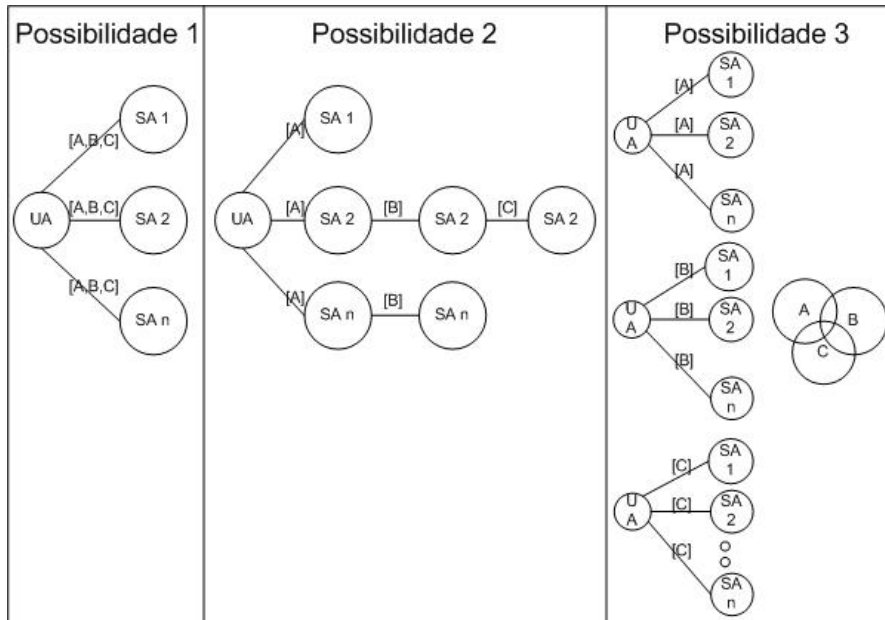 Possibilidade 1
[A,B,C]
SA 1
UA
[A,B,C]
SA 2
[A,B,C]
SA n
Possibilidade 2
[A]
SA 1
UA
[A]
SA 2
[B]
SA 2
[C]
SA 2
[A]
SA n
[B]
SA n
Possibilidade 3
U
A
[A]
SA
1
[A]
SA
2
[A]
SA
n
U
A
[B]
SA
1
[B]
SA
2
[B]
SA
n
A
B
C
U
A
[C]
SA
1
[C]
SA
2
[C]
SA
n